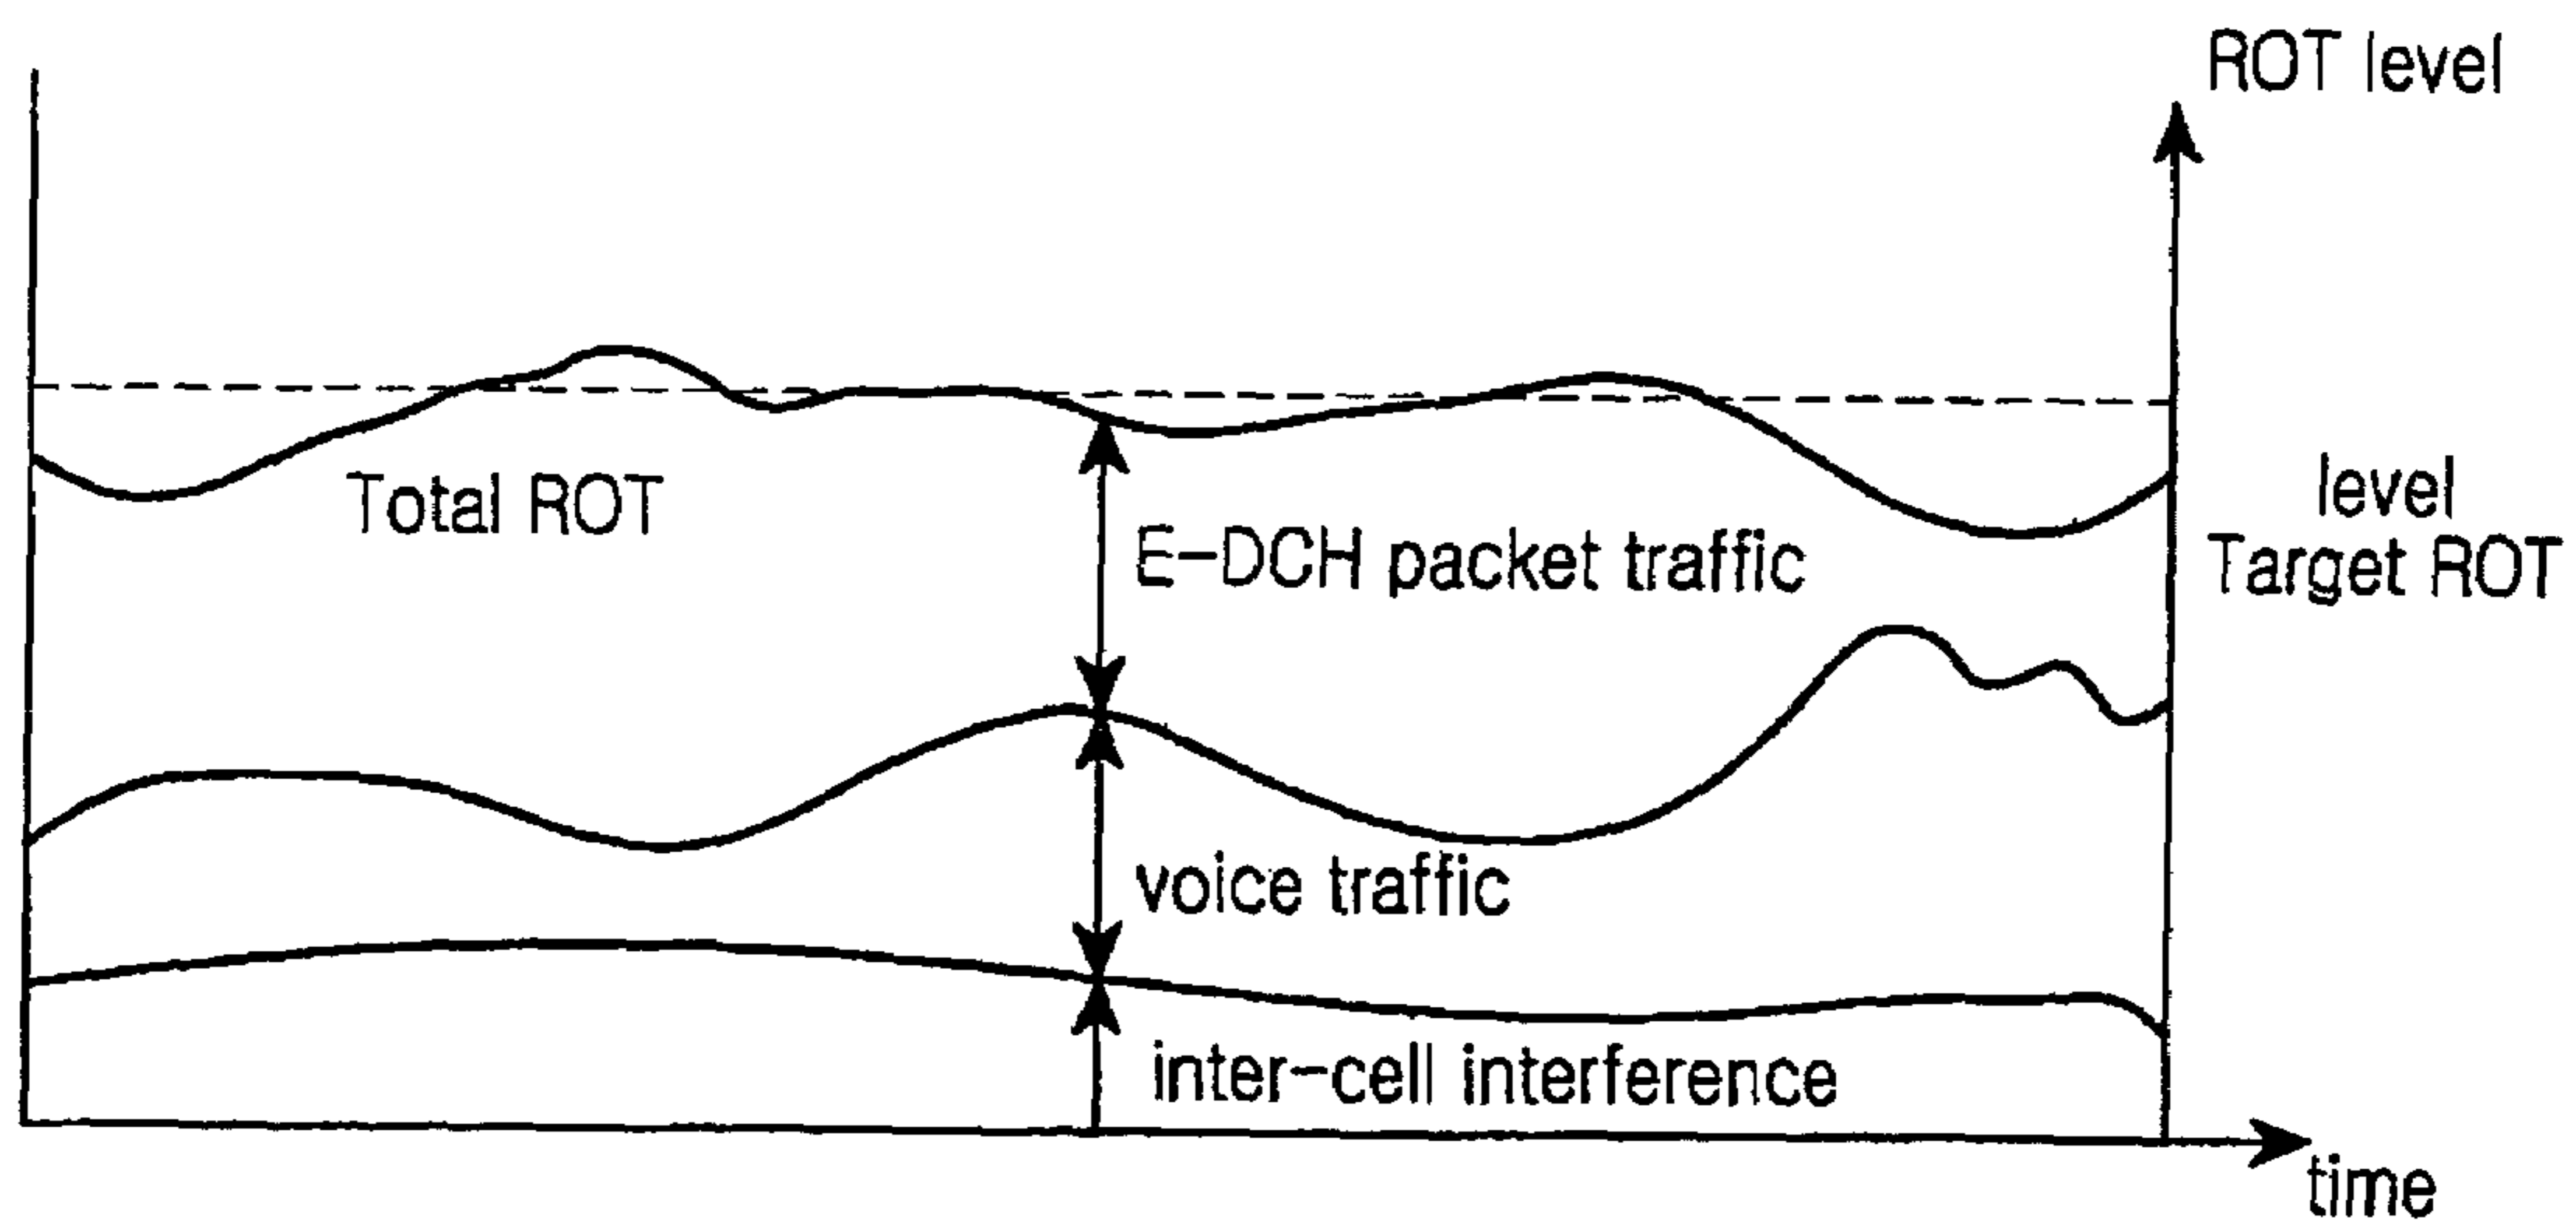 ROT level
Total ROT
level
Target ROT
E-DCH packet traffic
voice traffic
inter-cell interference
time